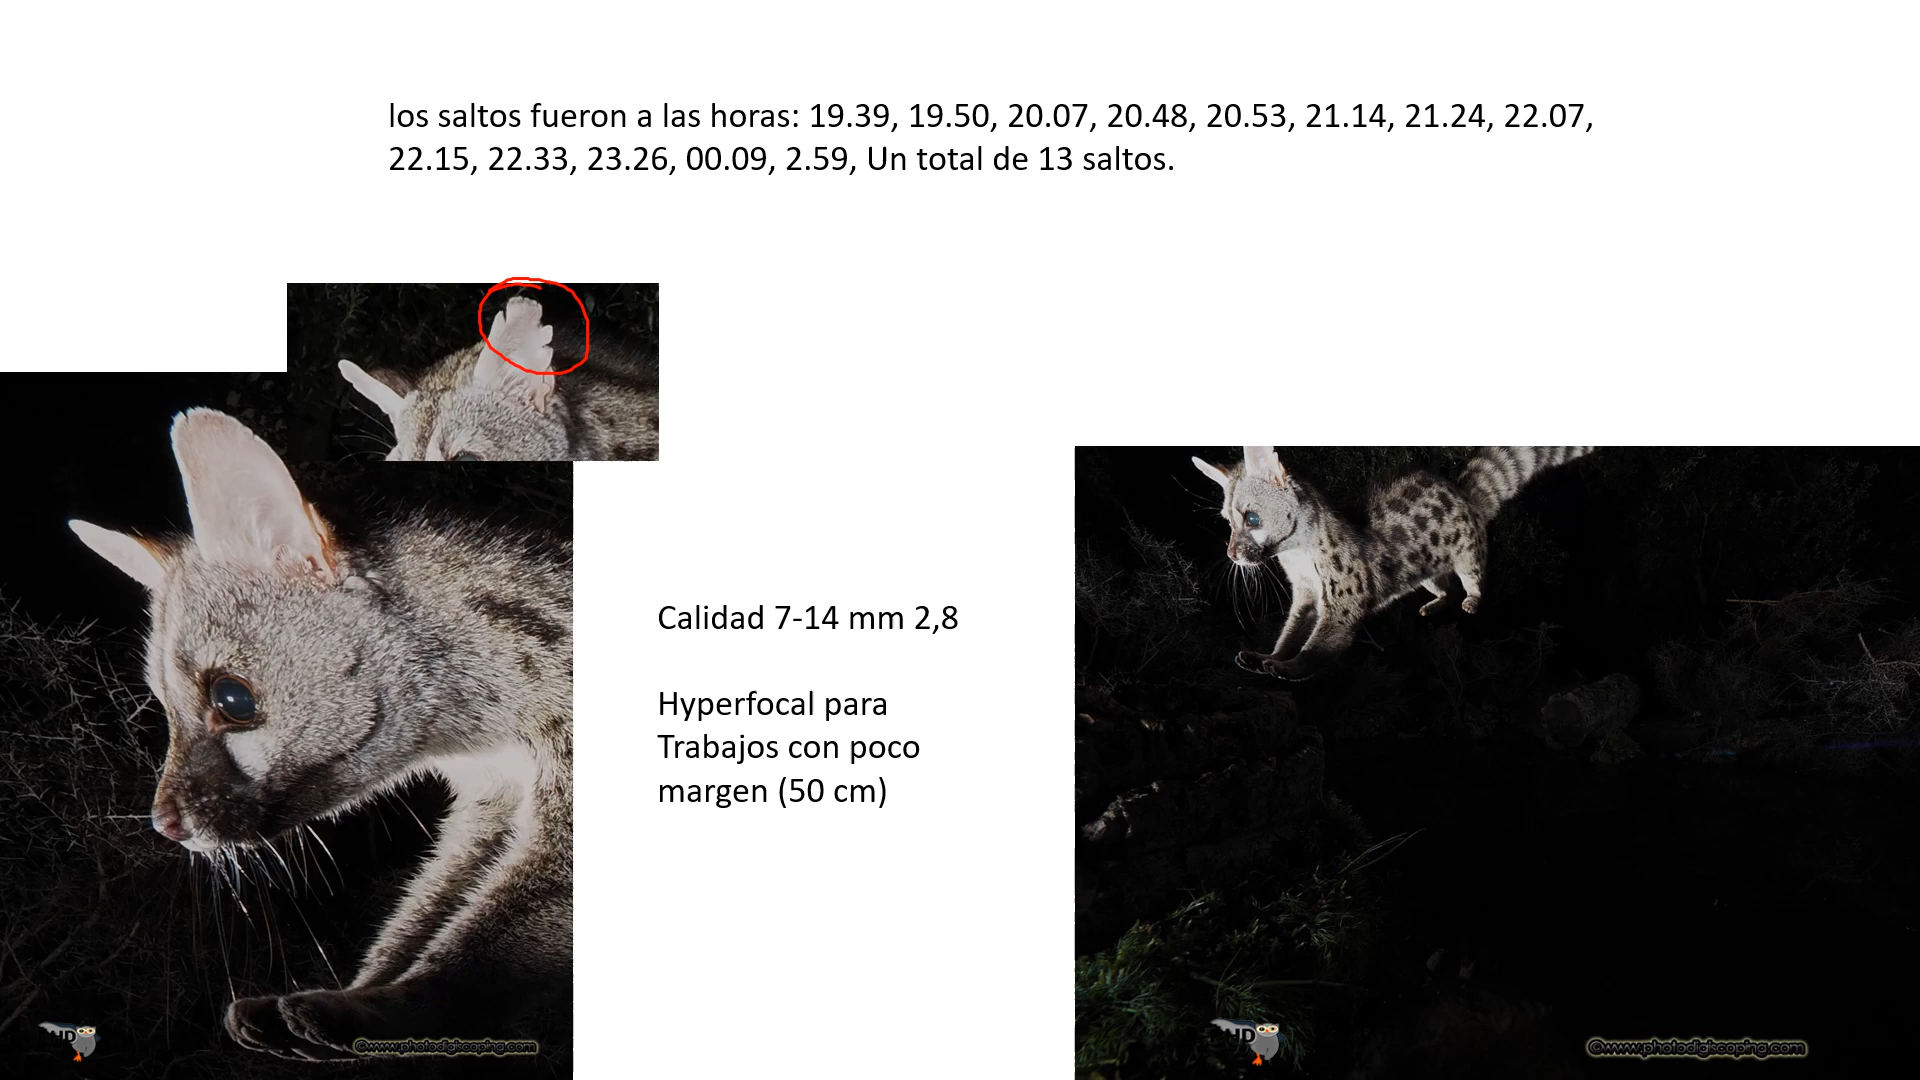 los saltos fueron a las horas: 19.39, 19.50, 20.07, 20.48, 20.53, 21.14, 21.24, 22.07,
22.15, 22.33, 23.26, 00.09, 2.59, Un total de 13 saltos.
Calidad 7-14 mm 2,8
Hyperfocal para
Trabajos con poco
margen (50 cm)
©www.photodigiscoping.com
©www.photodigiscoping.com